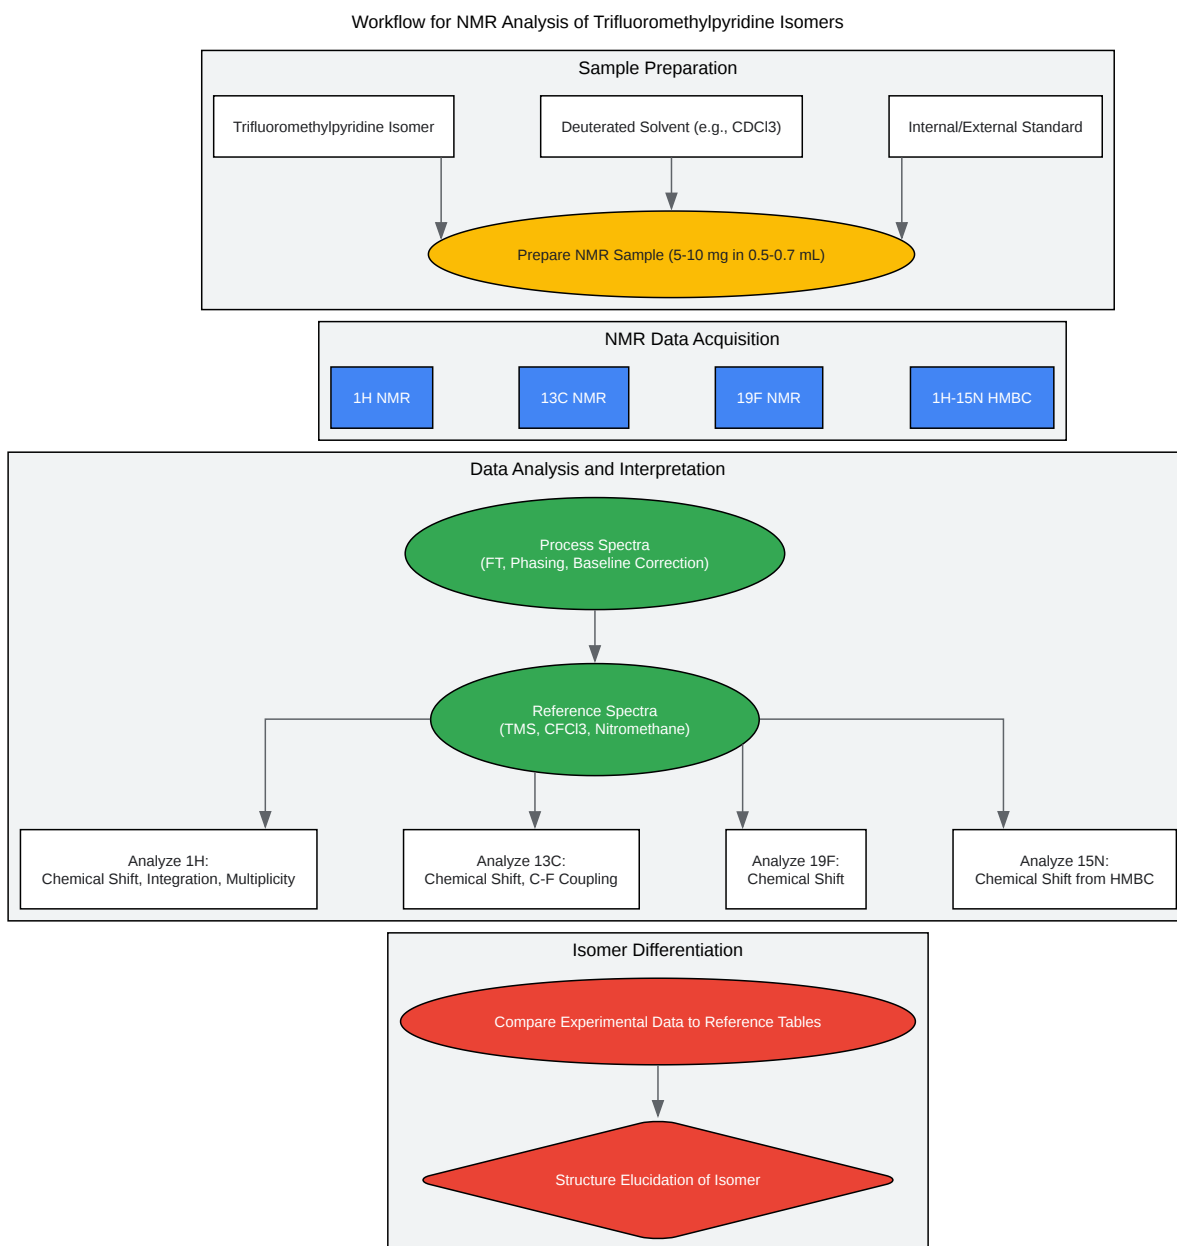 Workflow for NMR Analysis of Trifluoromethylpyridine Isomers
Sample Preparation
Trifluoromethylpyridine Isomer
Deuterated Solvent (e.g., CDCl3)
Internal/External Standard
Prepare NMR Sample (5-10 mg in 0.5-0.7 mL)
NMR Data Acquisition
1H NMR
13C NMR
19F NMR
1H-15N HMBC
Data Analysis and Interpretation
Process Spectra
(FT, Phasing, Baseline Correction)
Reference Spectra
(TMS, CFCl3, Nitromethane)
Analyze 1H:
Chemical Shift, Integration, Multiplicity
Analyze 13C:
Chemical Shift, C-F Coupling
Analyze 19F:
Chemical Shift
Analyze 15N:
Chemical Shift from HMBC
Isomer Differentiation
Compare Experimental Data to Reference Tables
Structure Elucidation of Isomer